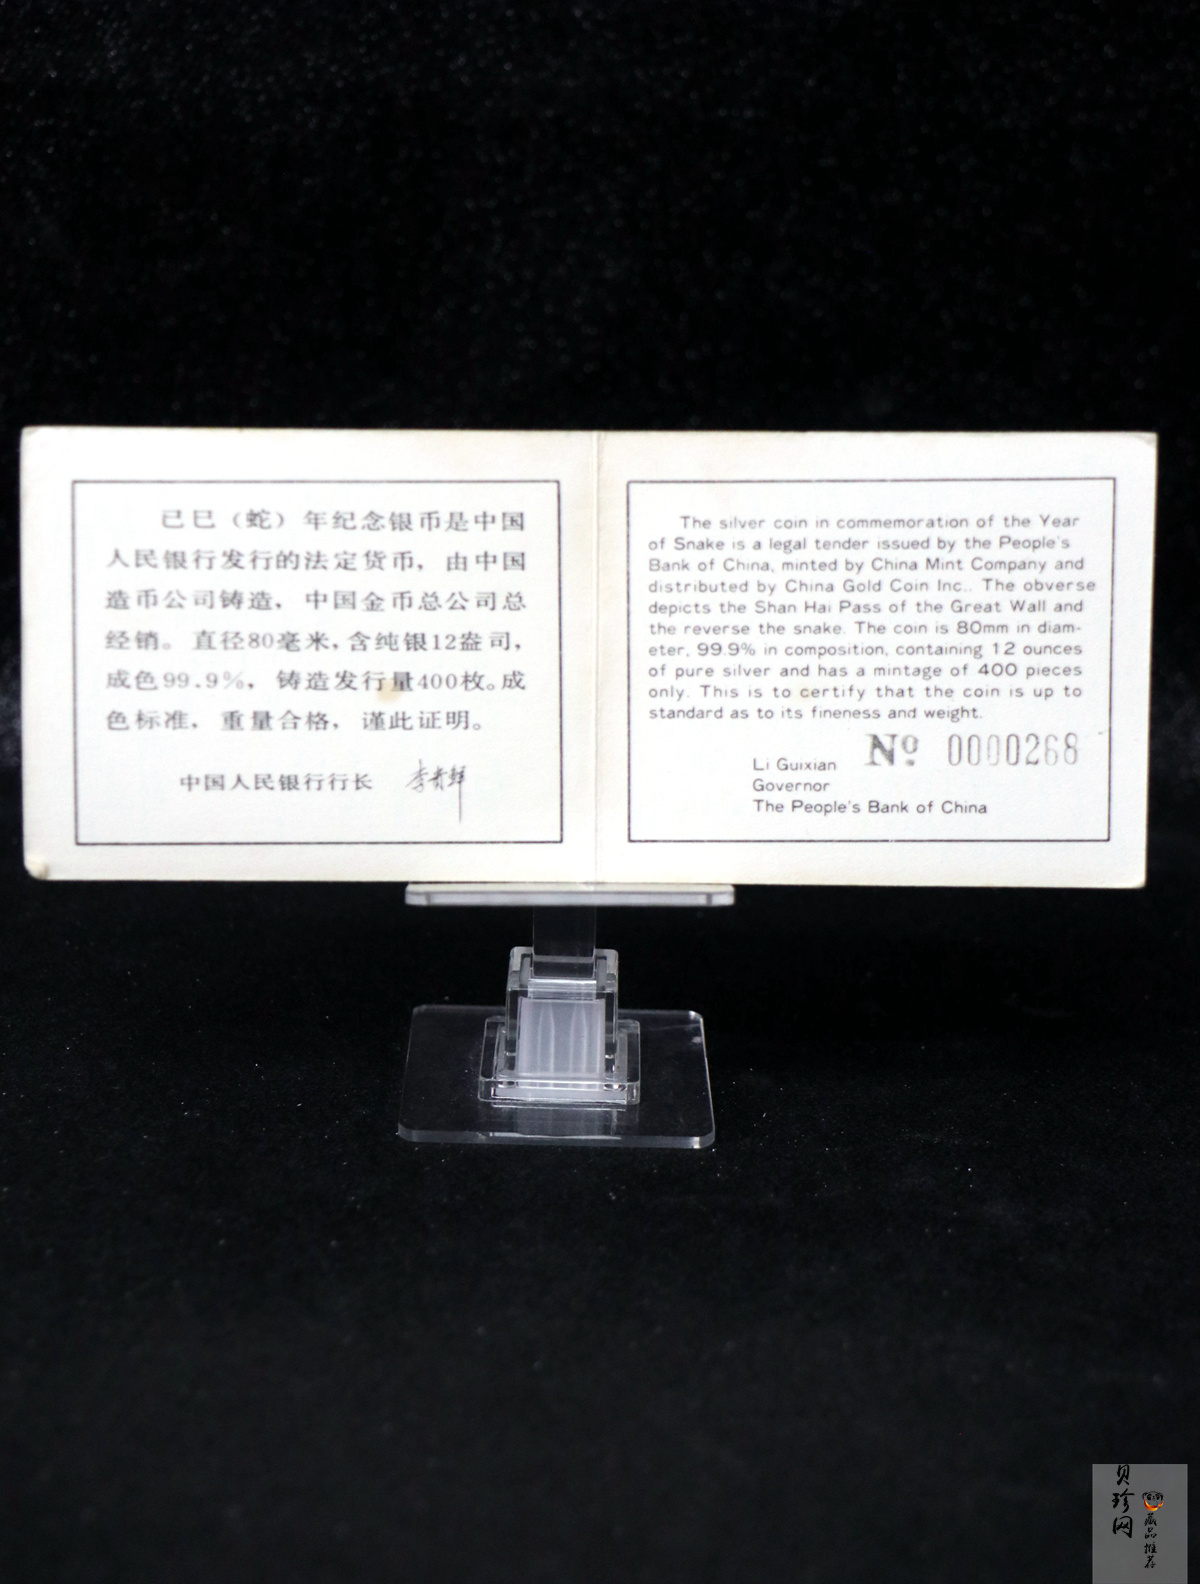 己巳（蛇）年纪念银币是中国
人民银行发行的法定货币，由中国
造币公司铸造，中国金币总公司总
经销。直径80毫米，含纯银12盎司，
成色99.9%，铸造发行量400枚。成
色标准，重量合格，谨此证明。
中国人民银行行长 李贵鲜
The silver coin in commemoration of the Year
of Snake is a legal tender issued by the People's
Bank of China, minted by China Mint Company and
distributed by China Gold Coin Inc.. The obverse
depicts the Shan Hai Pass of the Great Wall and
the reverse the snake. The coin is 80mm in diam-
eter, 99.9% in composition, containing 12 ounces
of pure silver and has a mintage of 400 pieces
only. This is to certify that the coin is up to
standard as to its fineness and weight.
No 0000268
Li Guixian
Governor
The People's Bank of China
贝珍网
藏品推荐